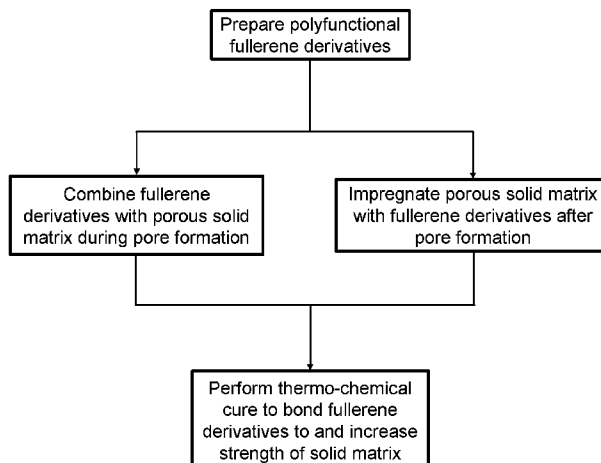 Prepare polyfunctional
fullerene derivatives
Combine fullerene
derivatives with porous solid
matrix during pore formation
Impregnate porous solid matrix
with fullerene derivatives after
pore formation
Perform thermo-chemical
cure to bond fullerene
derivatives to and increase
strength of solid matrix